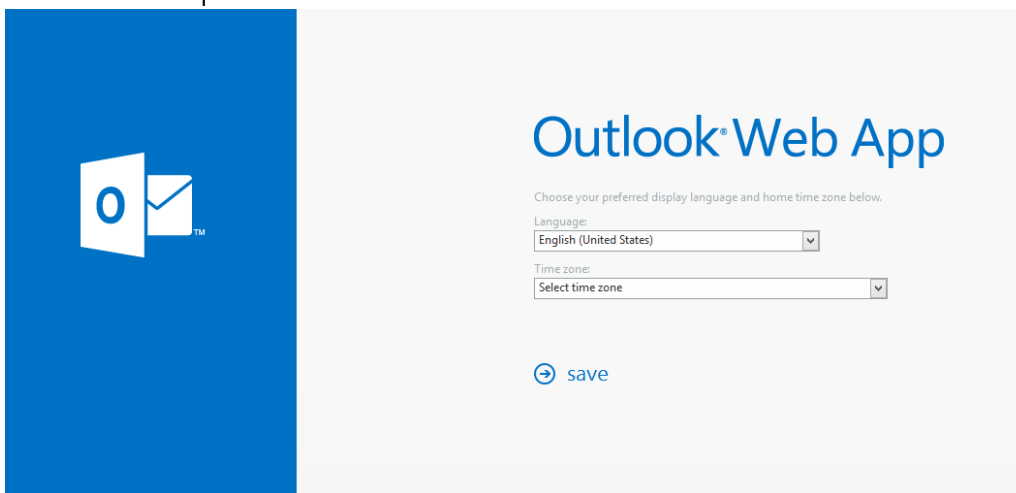 O
TM
Outlook® Web App
Choose your preferred display language and home time zone below.
Language:
English (United States)
Time zone:
Select time zone
save